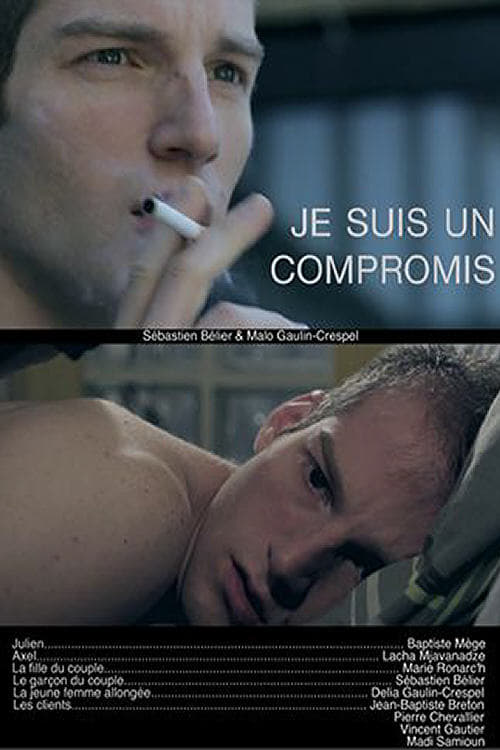 JE SUIS UN
COMPROMIS
Sébastien Bélier & Malo Gaulin-Crespel
Julien............Baptiste Mège
Axel............Lacha Mjavanadze
La fille du couple............Marie Ronarc'h
Le garçon du couple............Sébastien Bélier
La jeune femme allongée............Delia Gaulin-Crespel
Les clients............Jean-Baptiste Breton
Pierre Chevallier
Vincent Gautier
Madi Samioun